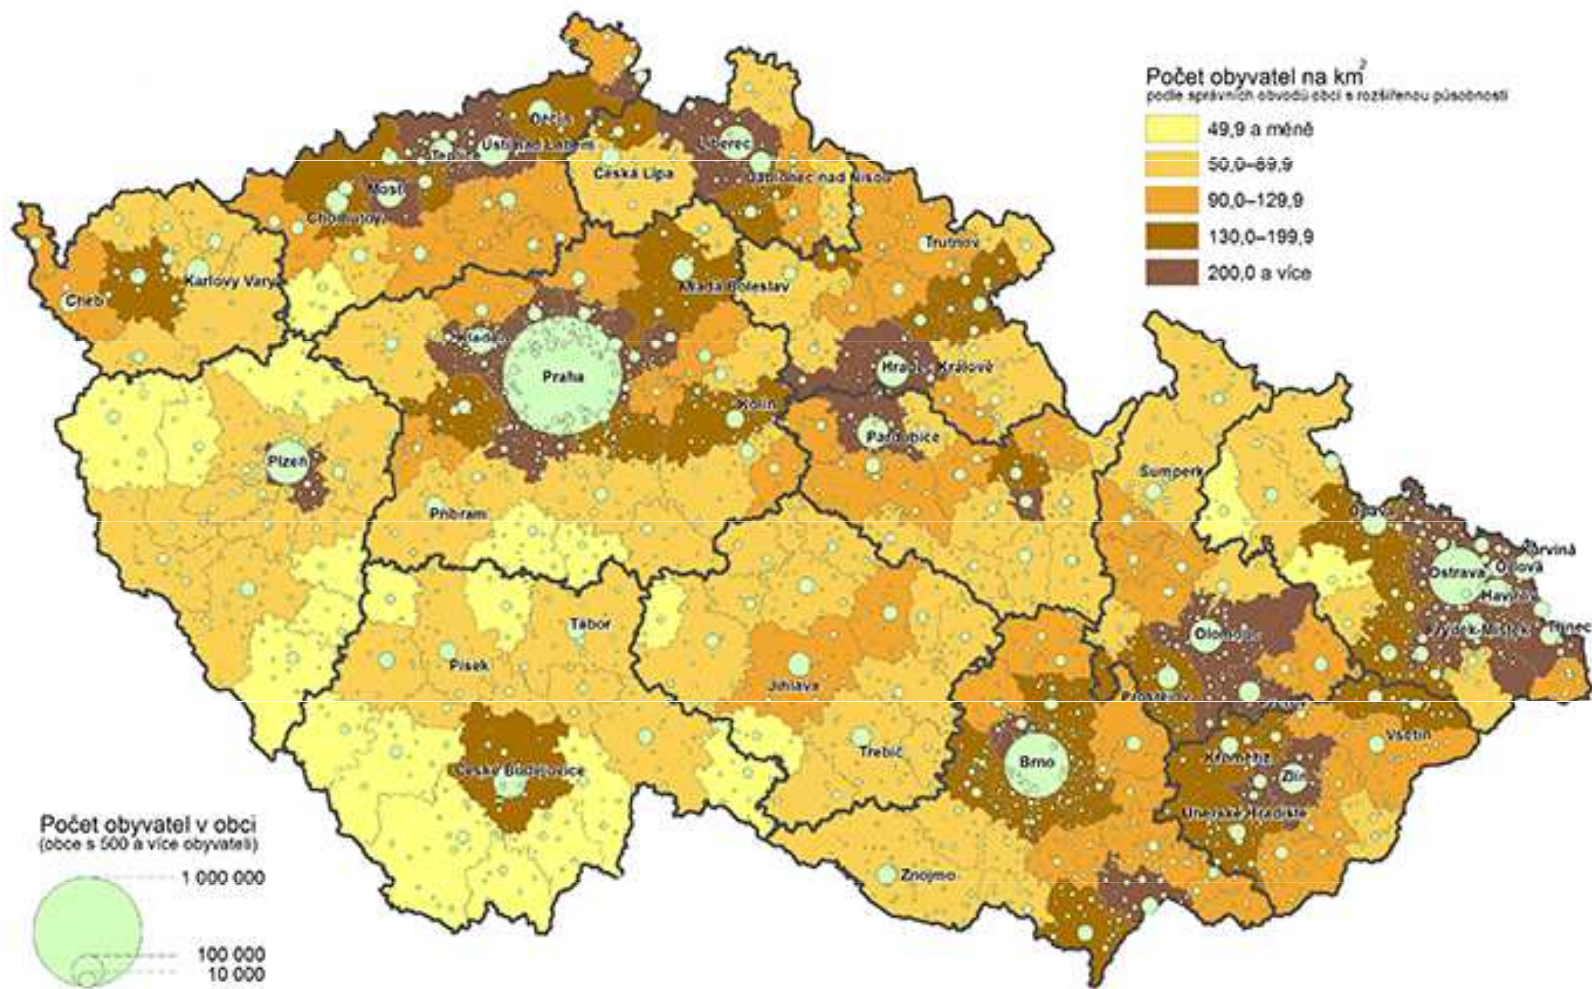 Počet obyvatel na km²
podle správních obvodů obcí s rozšířenou působností
49,9 a méně
50,0–89,9
90,0–129,9
130,0–199,9
200,0 a více
Děčín
Teplice
Ústí nad Labem
Liberec
Česká Lípa
Jablonec nad Nisou
Most
Chomutov
Trutnov
Karlovy Vary
Cheb
Mladá Boleslav
Kladno
Praha
Hradec Králové
Kolín
Pardubice
Plzeň
Šumperk
Příbram
Opava
Karviná
Orlová
Ostrava
Havířov
Tábor
Olomouc
Frýdek-Místek
Třinec
Písek
Jihlava
Prostějov
Třebíč
Vsetín
Kroměříž
Brno
Zlín
České Budějovice
Uherské Hradiště
Znojmo
Počet obyvatel v obci
(obce s 500 a více obyvateli)
1 000 000
100 000
10 000